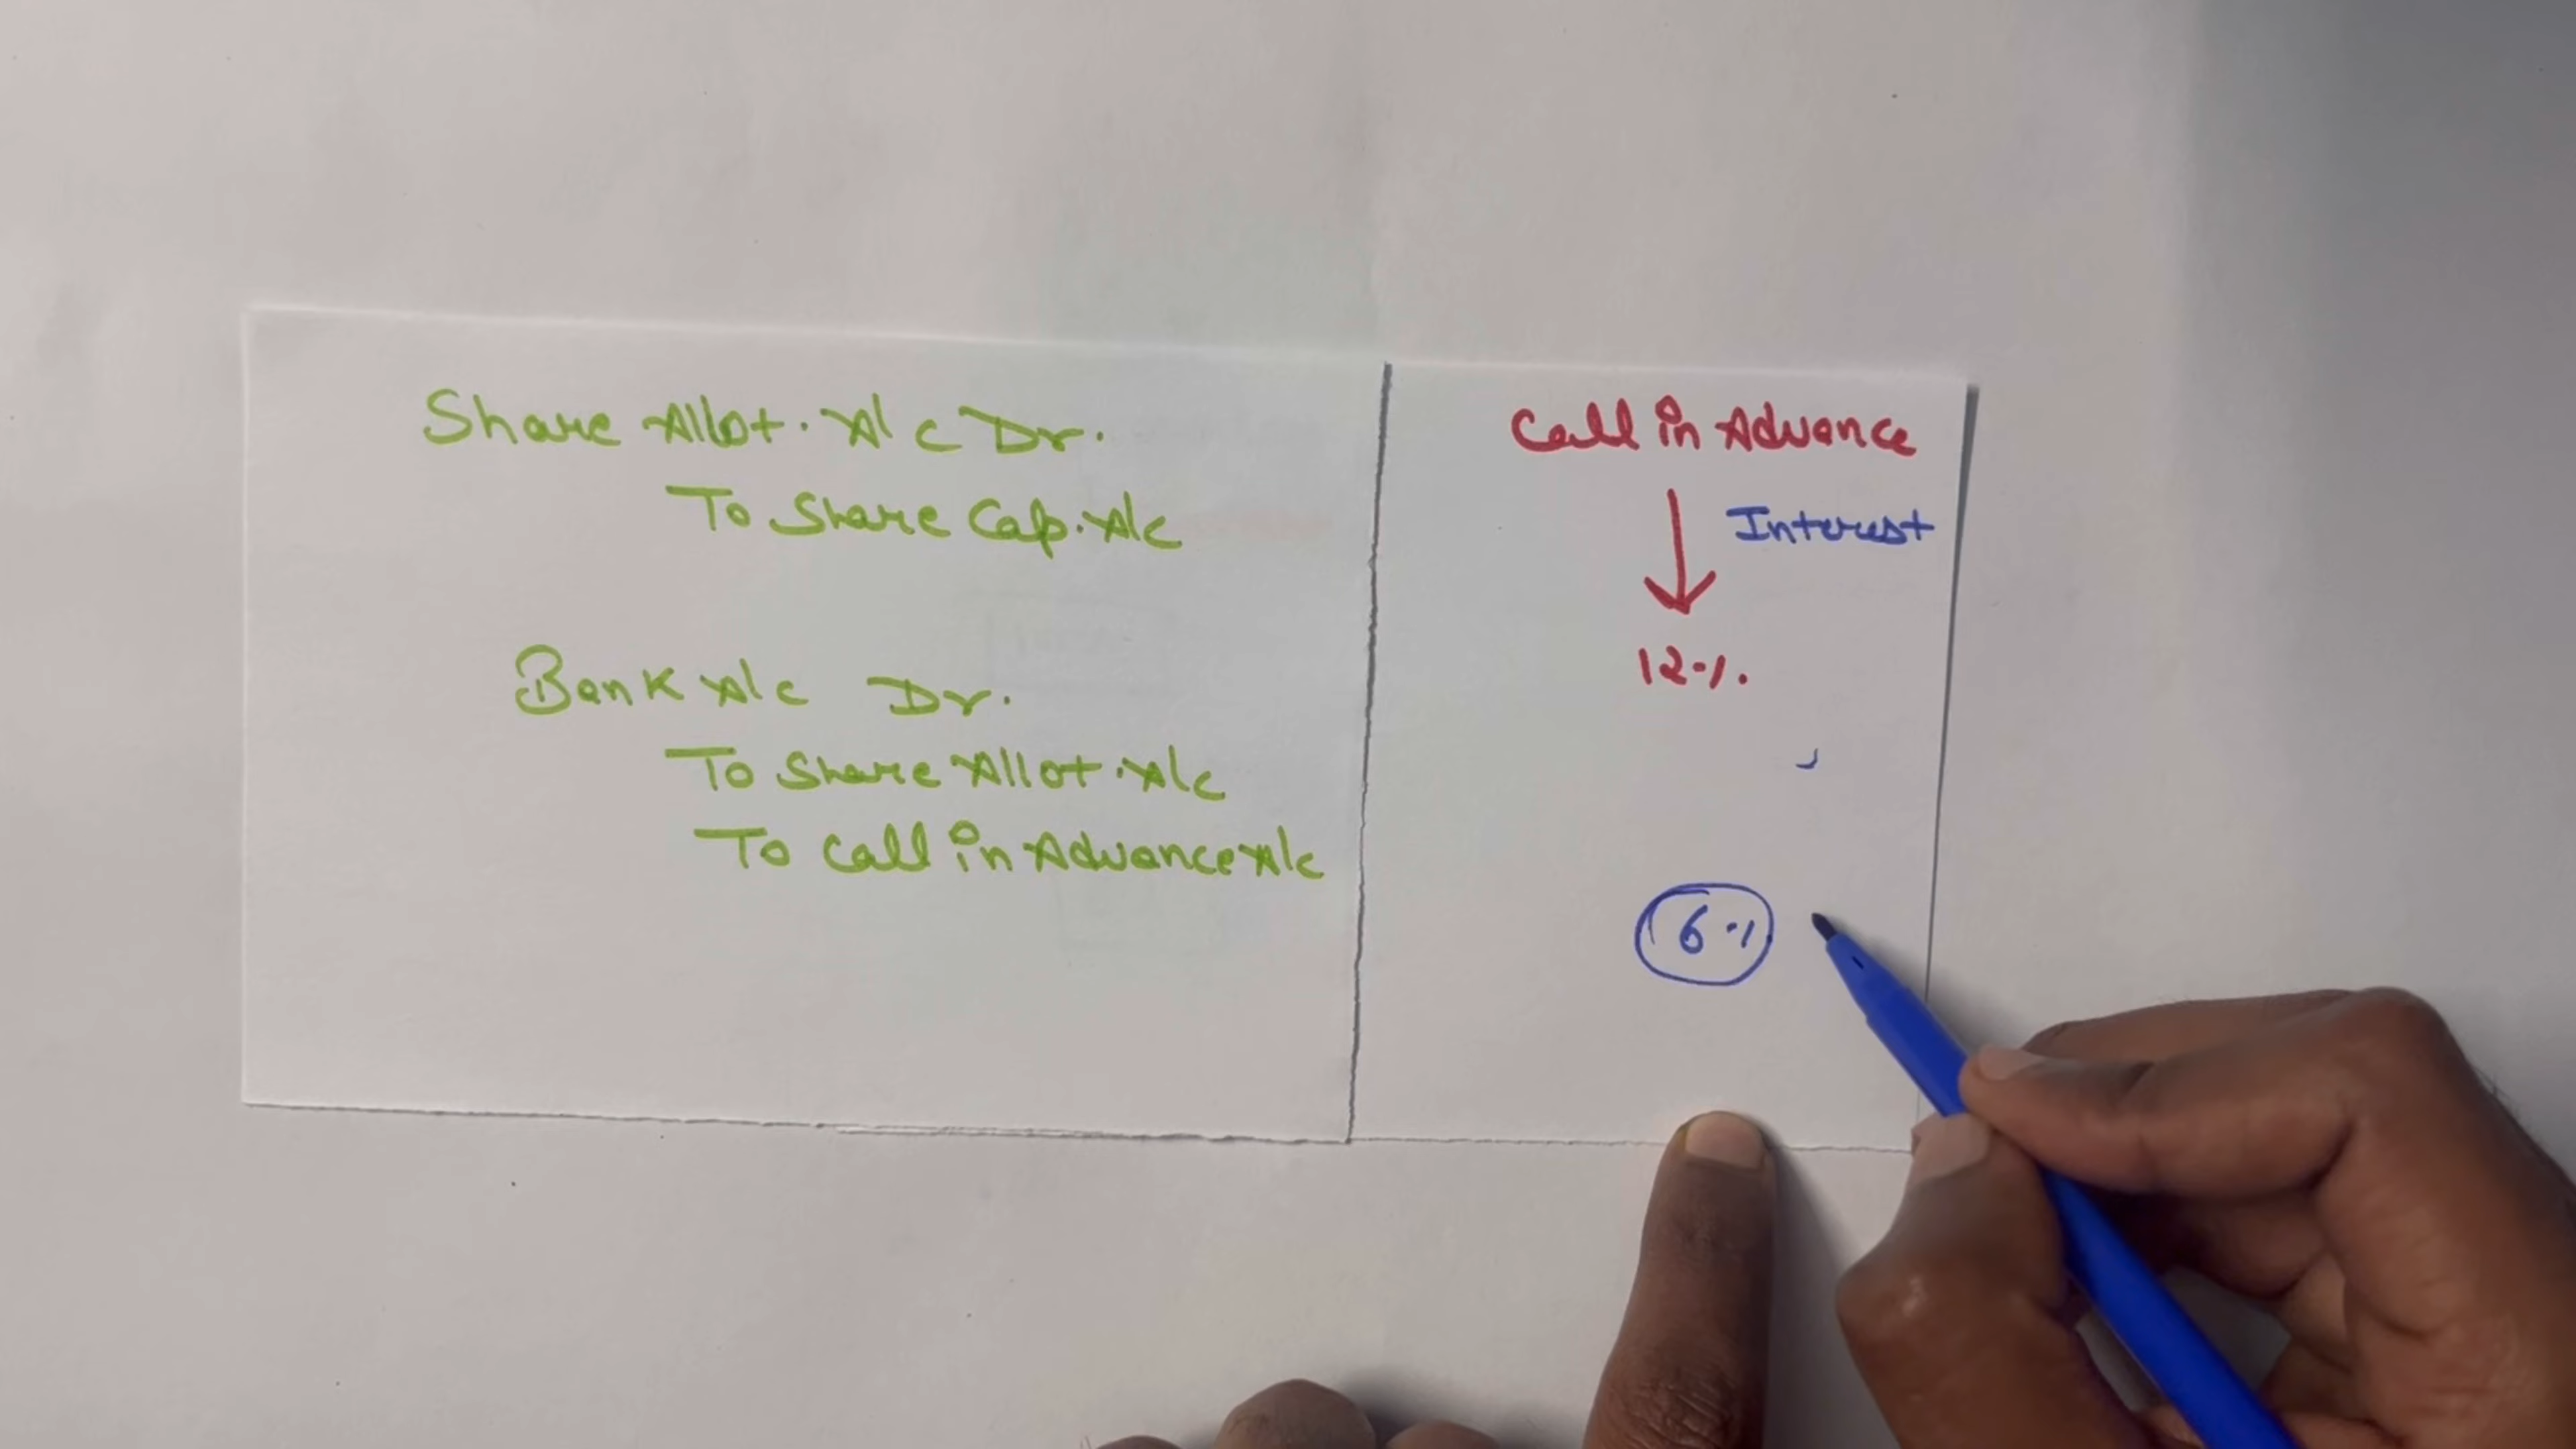 Share Allot. A/c Dr.
To Share Cap. A/c
Bank A/c Dr.
To Share Allot. A/c
To Call in Advance A/c
Call in Advance
Interest
12%.
6%